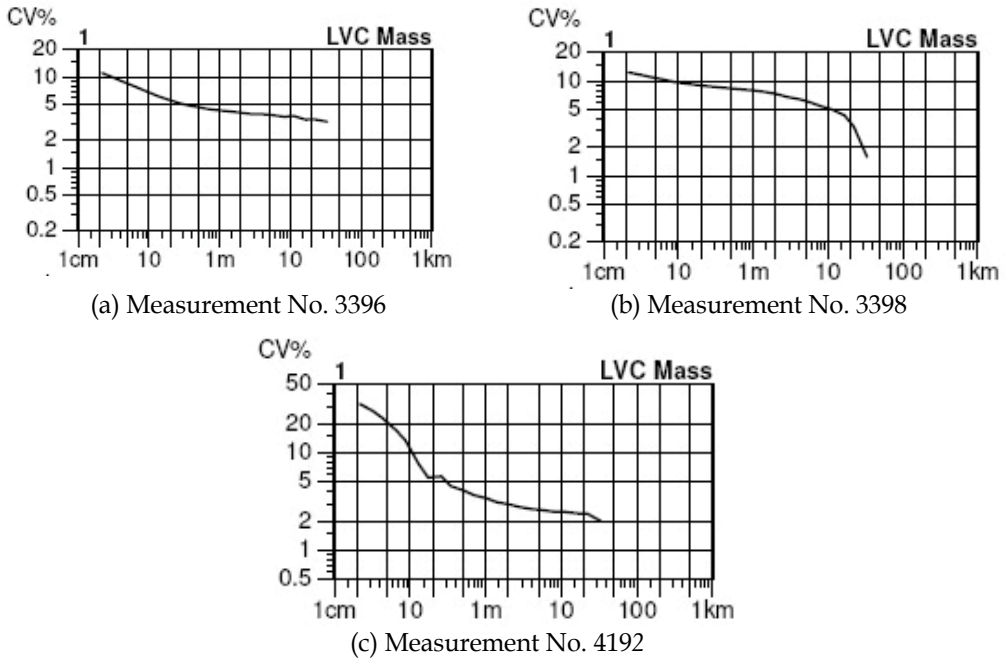 CV%
1 LVC Mass
20
10
5
2
1
0.5
0.2
1cm 10 1m 10 100 1km
(a) Measurement No. 3396
CV%
1 LVC Mass
20
10
5
2
1
0.5
0.2
1cm 10 1m 10 100 1km
(b) Measurement No. 3398
CV%
1 LVC Mass
50
20
10
5
2
1
0.5
1cm 10 1m 10 100 1km
(c) Measurement No. 4192